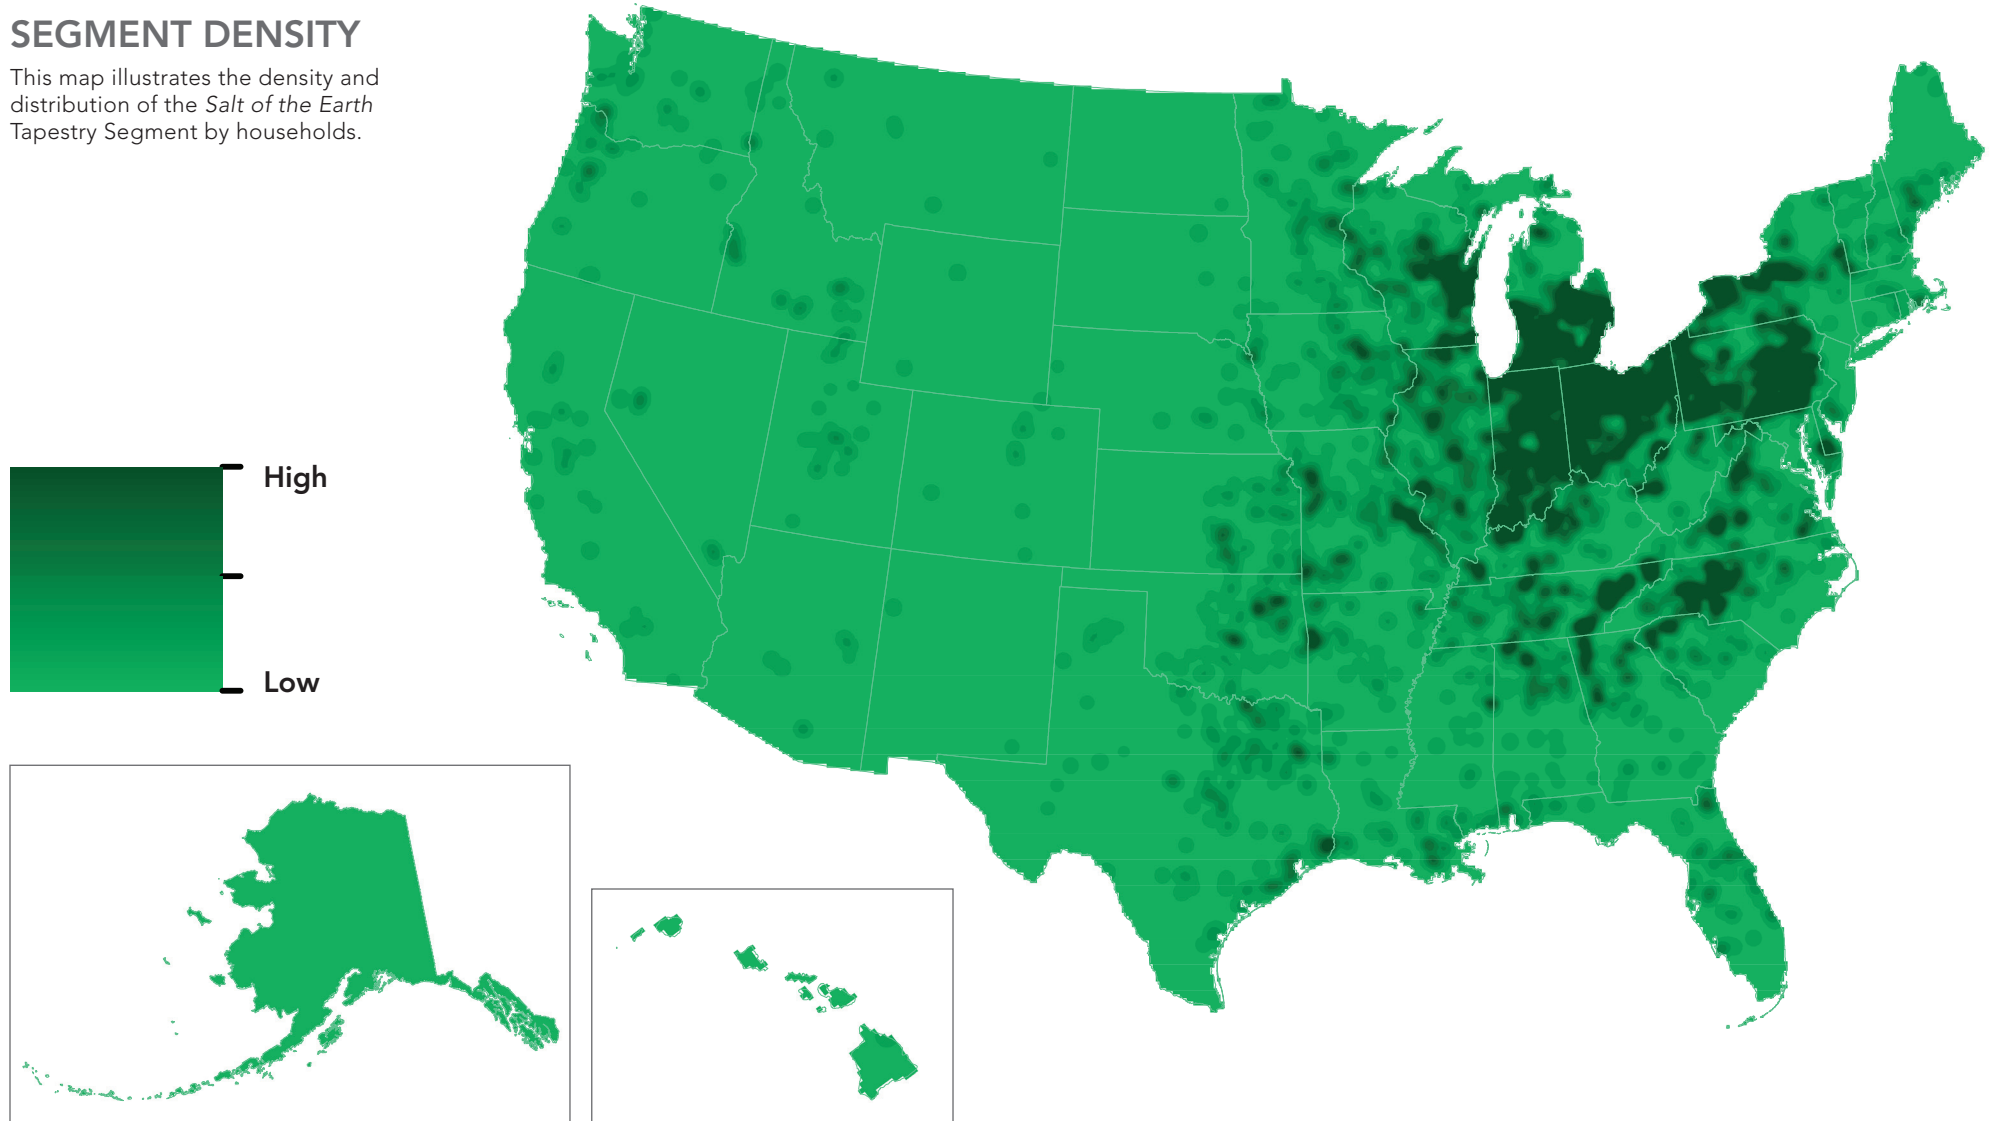 SEGMENT DENSITY
This map illustrates the density and
distribution of the Salt of the Earth
Tapestry Segment by households.
High
Low